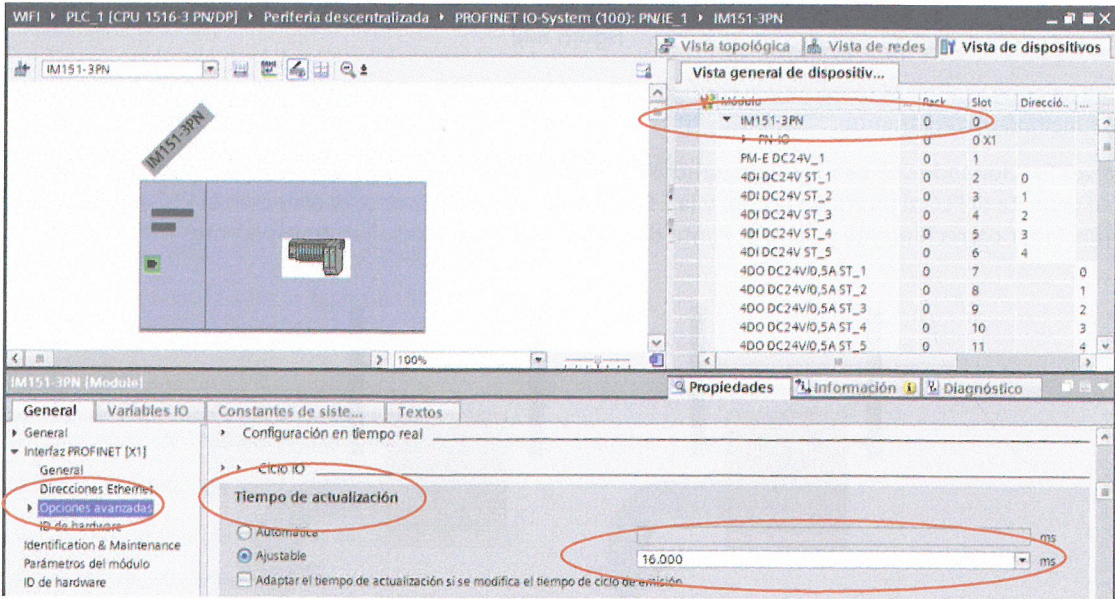 WIFI ▸ PLC_1 [CPU 1516-3 PN/DP] ▸ Periferia descentralizada ▸ PROFINET IO-System (100): PN/IE_1 ▸ IM151-3PN
Vista topológica Vista de redes Vista de dispositivos
IM151-3PN
Vista general de dispositiv...
Módulo ... Rack Slot Direcció.. ...
IM151-3PN 0 0
PN-IO 0 0 X1
PM-E DC24V_1 0 1
4DI DC24V ST_1 0 2 0
4DI DC24V ST_2 0 3 1
4DI DC24V ST_3 0 4 2
4DI DC24V ST_4 0 5 3
4DI DC24V ST_5 0 6 4
4DO DC24V/0,5A ST_1 0 7 0
4DO DC24V/0,5A ST_2 0 8 1
4DO DC24V/0,5A ST_3 0 9 2
4DO DC24V/0,5A ST_4 0 10 3
4DO DC24V/0,5A ST_5 0 11 4
IM151-3PN
100%
IM151-3PN [Module]
Propiedades Información Diagnóstico
General Variables IO Constantes de siste... Textos
General
Interfaz PROFINET [X1]
General
Direcciones Ethernet
Opciones avanzadas
ID de hardware
Identification & Maintenance
Parámetros del módulo
ID de hardware
Configuración en tiempo real
Ciclo IO
Tiempo de actualización
Automática ms
Ajustable 16.000 ms
Adaptar el tiempo de actualización si se modifica el tiempo de ciclo de emisión